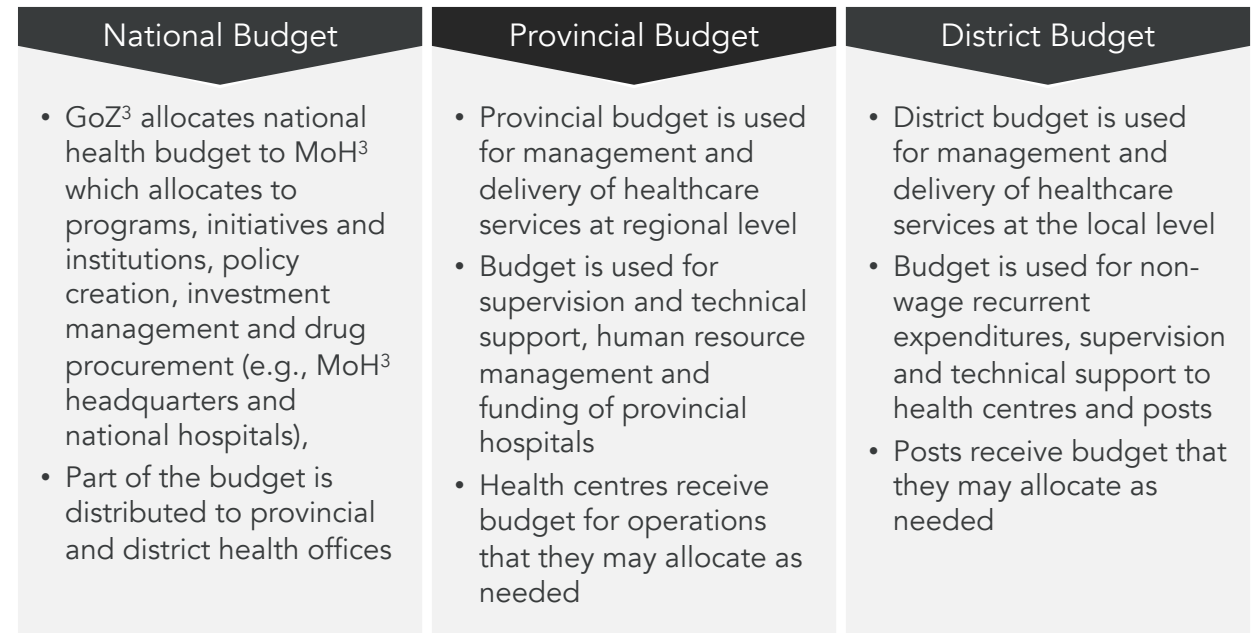 National Budget
• GoZ³ allocates national
health budget to MoH³
which allocates to
programs, initiatives and
institutions, policy
creation, investment
management and drug
procurement (e.g., MoH³
headquarters and
national hospitals),
• Part of the budget is
distributed to provincial
and district health offices
Provincial Budget
• Provincial budget is used
for management and
delivery of healthcare
services at regional level
• Budget is used for
supervision and technical
support, human resource
management and
funding of provincial
hospitals
• Health centres receive
budget for operations
that they may allocate as
needed
District Budget
• District budget is used
for management and
delivery of healthcare
services at the local level
• Budget is used for non-
wage recurrent
expenditures, supervision
and technical support to
health centres and posts
• Posts receive budget that
they may allocate as
needed